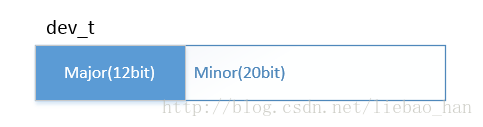 dev_t
Major(12bit) Minor(20bit)
http://blog.csdn.net/liebao_han